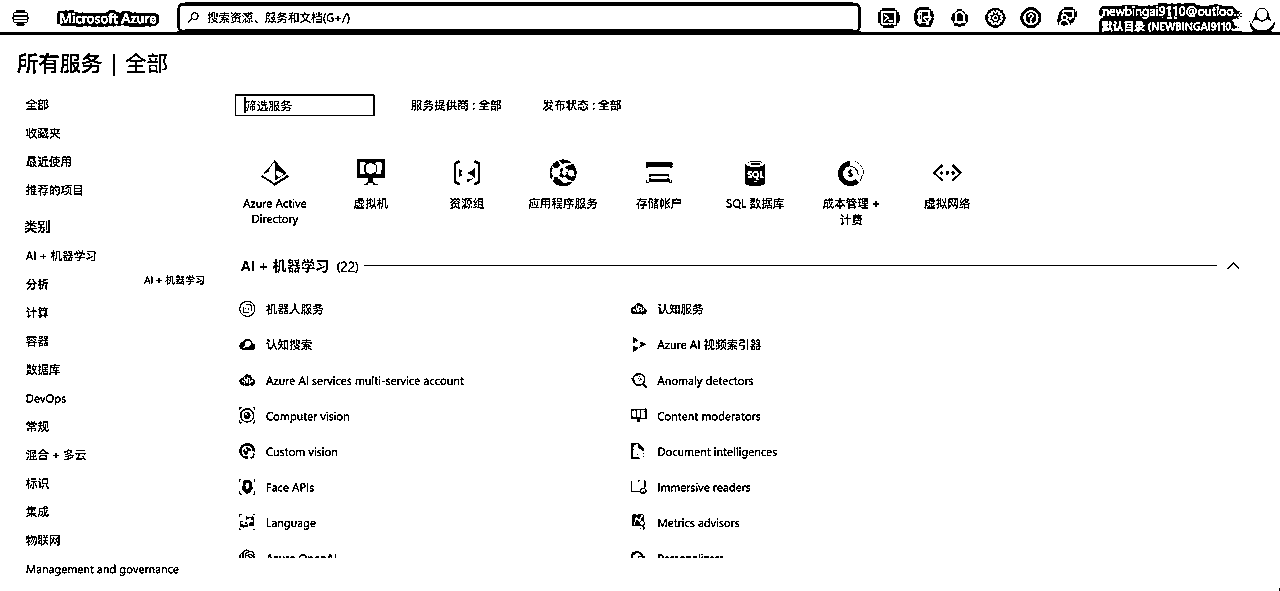 Microsoft Azure
搜索资源、服务和文档(G+/)
newbingai9110@outloo...
默认目录 (NEWBINGAI9110....
所有服务 | 全部
全部
收藏夹
最近使用
推荐的项目
类别
AI + 机器学习
分析
AI + 机器学习
计算
容器
数据库
DevOps
常规
混合 + 多云
标识
集成
物联网
Management and governance
筛选服务
服务提供商 : 全部
发布状态 : 全部
Azure Active
Directory
虚拟机
资源组
应用程序服务
存储帐户
SQL 数据库
成本管理 +
计费
虚拟网络
AI + 机器学习 (22)
机器人服务
认知服务
认知搜索
Azure AI 视频索引器
Azure AI services multi-service account
Anomaly detectors
Computer vision
Content moderators
Custom vision
Document intelligences
Face APIs
Immersive readers
Language
Metrics advisors
Azure OpenAI
Personalizers